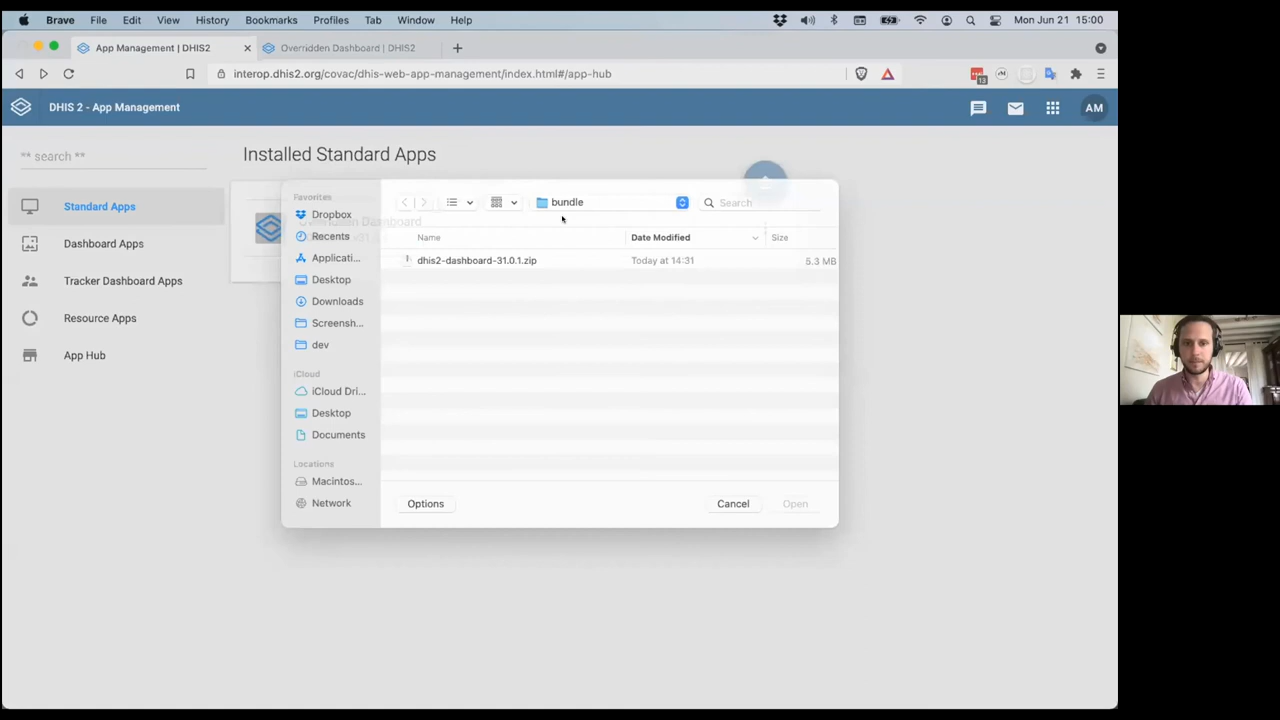 Brave File Edit View History Bookmarks Profiles Tab Window Help Mon Jun 21 15:00
App Management | DHIS2 Overridden Dashboard | DHIS2
interop.dhis2.org/covac/dhis-web-app-management/index.html#/app-hub
13
DHIS 2 - App Management AM
** search **
Installed Standard Apps
Standard Apps
Dashboard Apps
Tracker Dashboard Apps
Resource Apps
App Hub
Overridden Dashboard
Favorites
Dropbox
Recents
Applicati...
Desktop
Downloads
Screensh...
dev
iCloud
iCloud Dri...
Desktop
Documents
Locations
Macintos...
Network
bundle Search
Name Date Modified Size
dhis2-dashboard-31.0.1.zip Today at 14:31 5.3 MB
Options Cancel Open